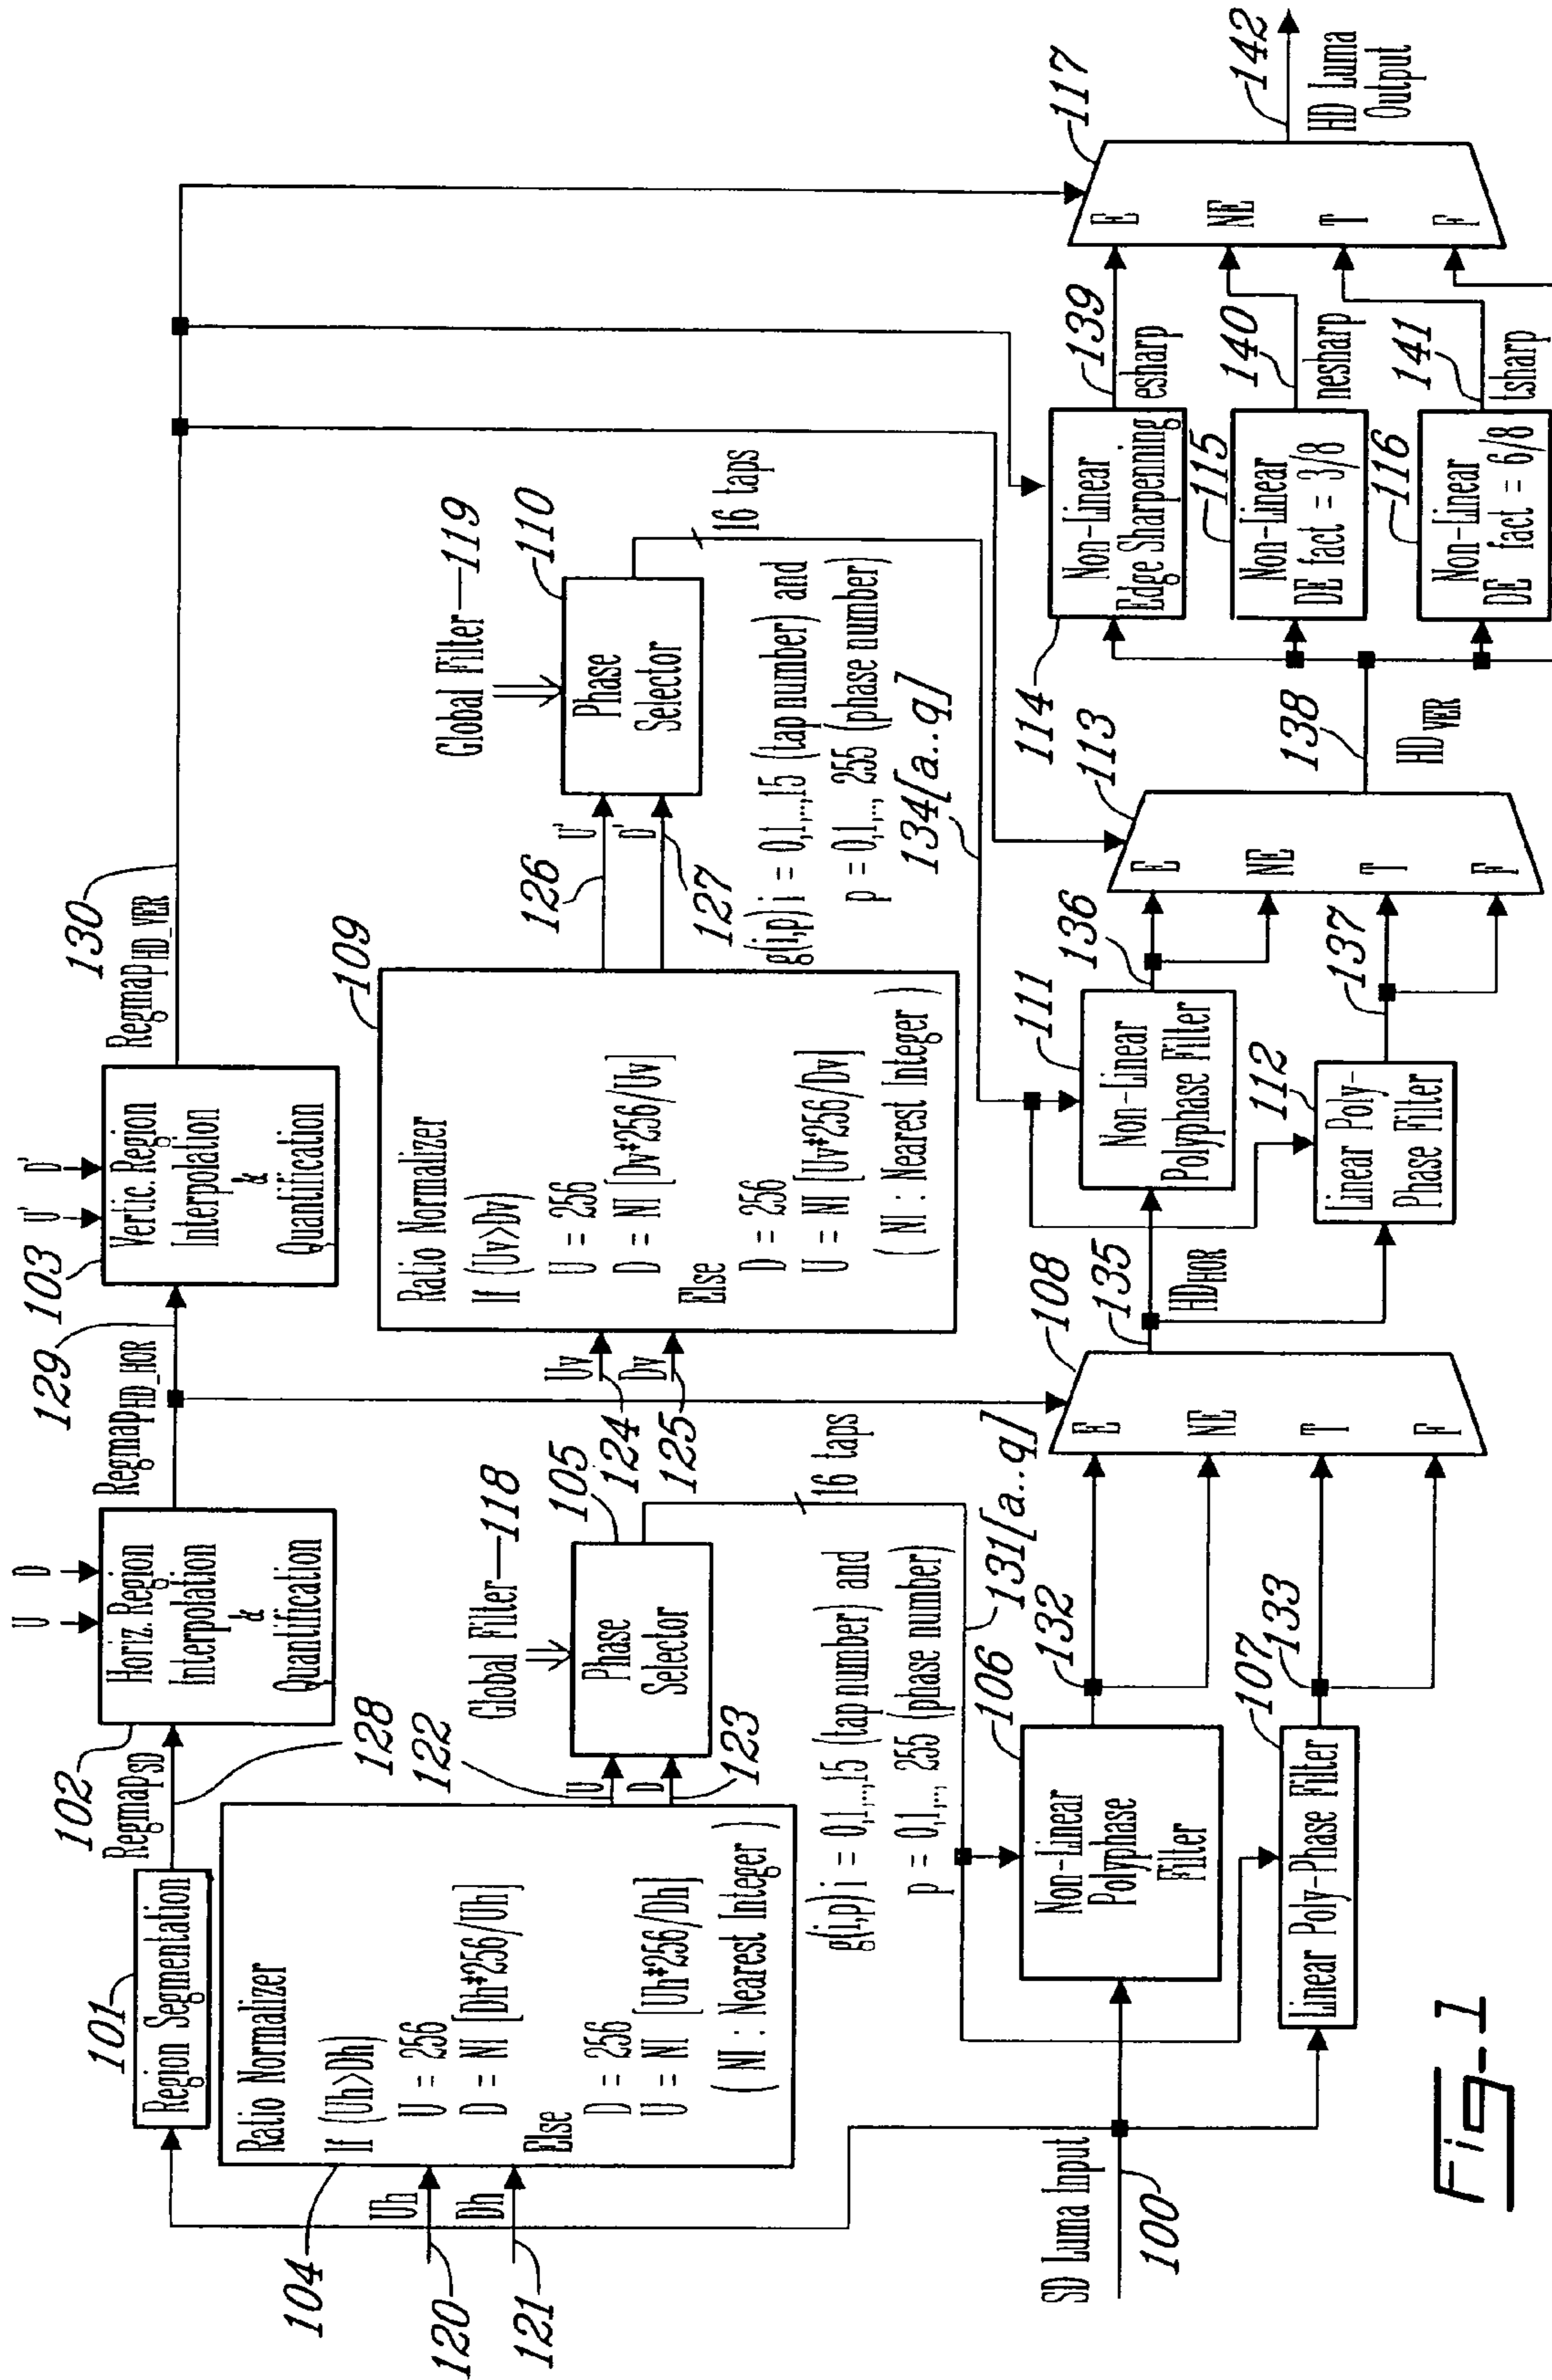 U D
U' D'
101
Region Segmentation
102
Regmap SD
128
Horiz. Region
Interpolation
&
Quantification
Regmap HD_HOR
129
103
Vertic. Region
Interpolation
&
Quantification
Regmap HD_VER
130
104
120
Uh
121
Dh
Ratio Normalizer
If (Uh>Dh)
U = 256
D = NI [Dh*256/Uh]
Else
D = 256
U = NI [Uh*256/Dh]
( NI : Nearest Integer )
122
U
D
123
Global Filter—118
105
Phase
Selector
16 taps
g(i,p) i = 0,1,..,15 (tap number) and
p = 0,1,.., 255 (phase number)
131[a..q]
124
Uv
Dv
125
109
Ratio Normalizer
If (Uv>Dv)
U = 256
D = NI [Dv*256/Uv]
Else
D = 256
U = NI [Uv*256/Dv]
( NI : Nearest Integer )
126
U'
D'
127
Global Filter—119
110
Phase
Selector
16 taps
g(i,p) i = 0,1,..,15 (tap number) and
p = 0,1,.., 255 (phase number)
134[a..q]
SD Luma Input
100
106
Non-Linear
Polyphase
Filter
132
107
Linear Poly-Phase Filter
133
108
E
NE
T
F
135
HD HOR
111
Non-Linear
Polyphase Filter
136
112
Linear Poly-
Phase Filter
137
113
E
NE
T
F
138
HD VER
114
Non-Linear
Edge Sharpenning
139
esharp
115
Non-Linear
DE fact = 3/8
140
nesharp
116
Non-Linear
DE fact = 6/8
141
tsharp
117
E
NE
T
F
142
HD Luma
Output
Fig-1